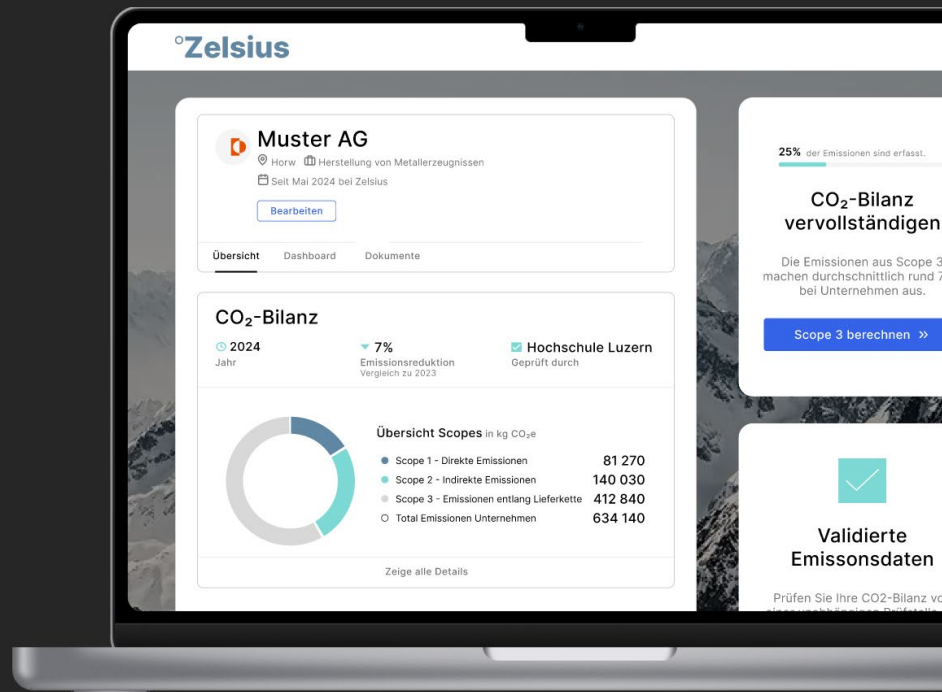 °Zelsius
Muster AG
Horw Herstellung von Metallerzeugnissen
Seit Mai 2024 bei Zelsius
Bearbeiten
Übersicht Dashboard Dokumente
CO₂-Bilanz
2024
Jahr
7%
Emissionsreduktion
Vergleich zu 2023
Hochschule Luzern
Geprüft durch
Übersicht Scopes in kg CO₂e
Scope 1 - Direkte Emissionen 81 270
Scope 2 - Indirekte Emissionen 140 030
Scope 3 - Emissionen entlang Lieferkette 412 840
Total Emissionen Unternehmen 634 140
Zeige alle Details
25% der Emissionen sind erfasst.
CO₂-Bilanz
vervollständigen
Die Emissionen aus Scope 3
machen durchschnittlich rund 7
bei Unternehmen aus.
Scope 3 berechnen »
Validierte
Emissonsdaten
Prüfen Sie Ihre CO2-Bilanz vo